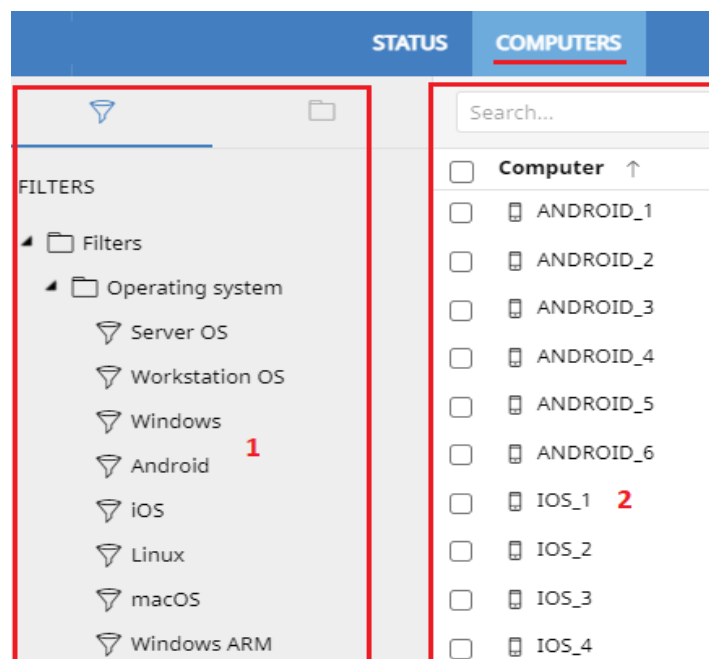 STATUS COMPUTERS
FILTERS
Filters
Operating system
Server OS
Workstation OS
Windows
1
Android
iOS
Linux
macOS
Windows ARM
Search...
Computer ↑
ANDROID_1
ANDROID_2
ANDROID_3
ANDROID_4
ANDROID_5
ANDROID_6
IOS_1 2
IOS_2
IOS_3
IOS_4